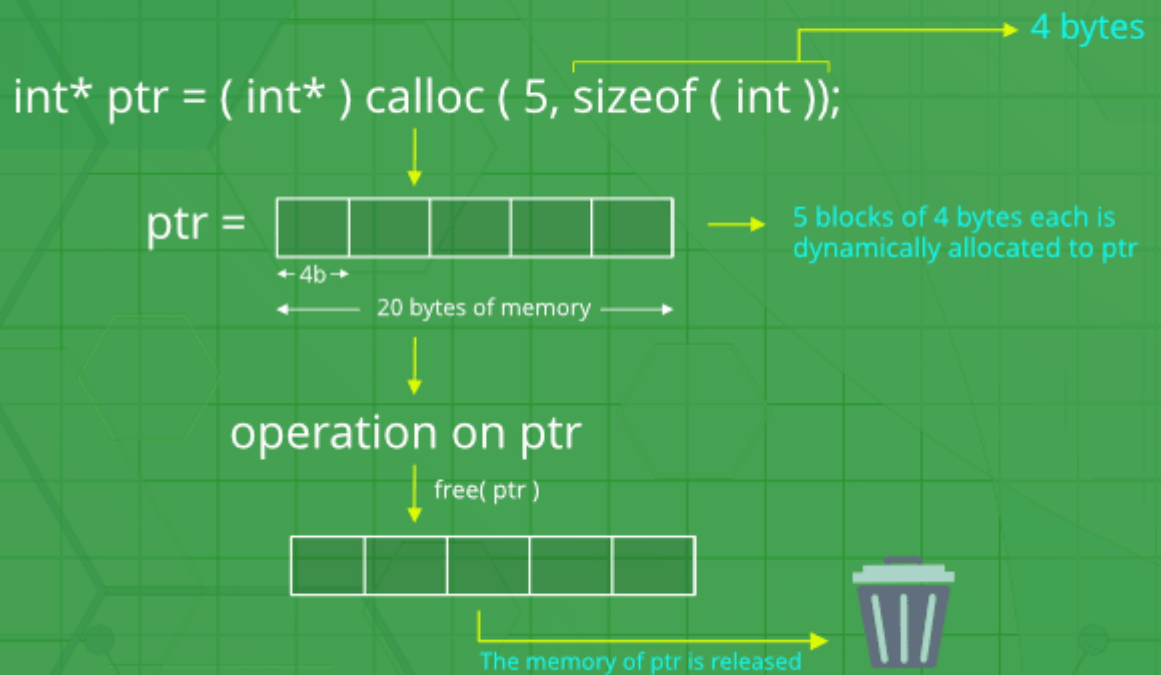 4 bytes
int* ptr = ( int* ) calloc ( 5, sizeof ( int ));
ptr =
5 blocks of 4 bytes each is
dynamically allocated to ptr
4b
20 bytes of memory
operation on ptr
free( ptr )
The memory of ptr is released